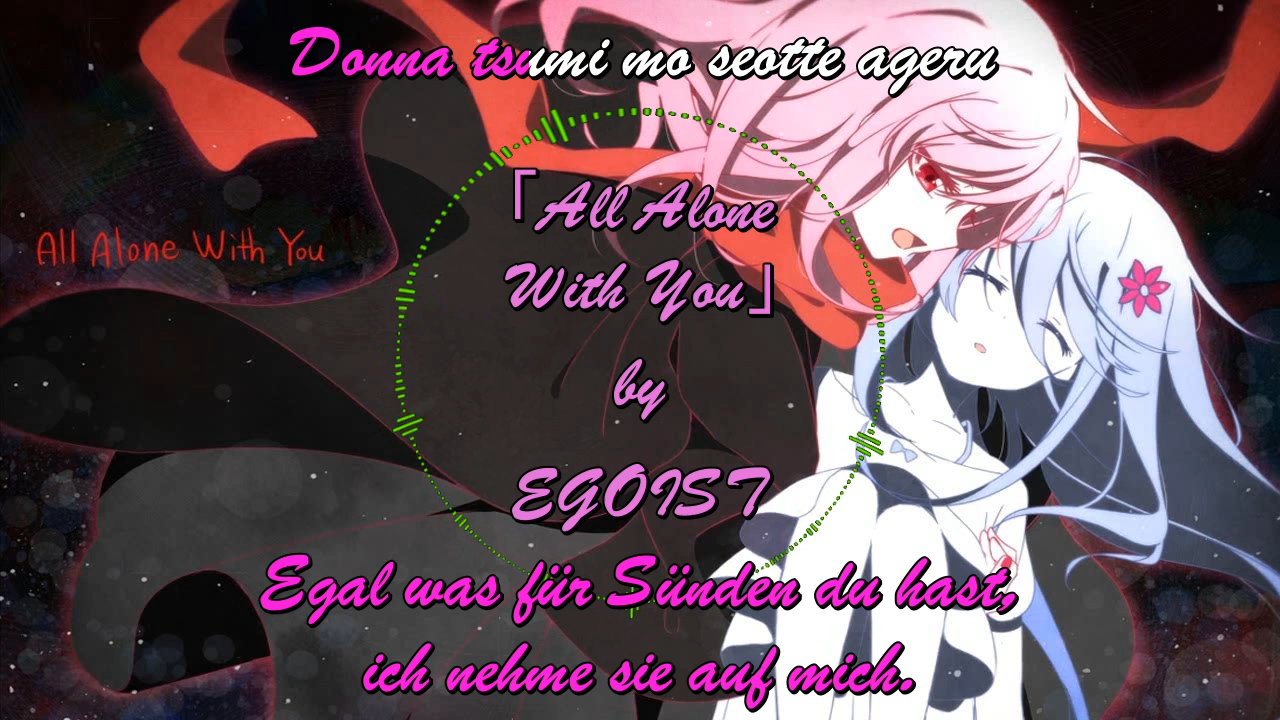 Donna tsumi mo seotte ageru
「All Alone
With You」
All Alone With You
by
EGOIST
Egal was für Sünden du hast,
ich nehme sie auf mich.